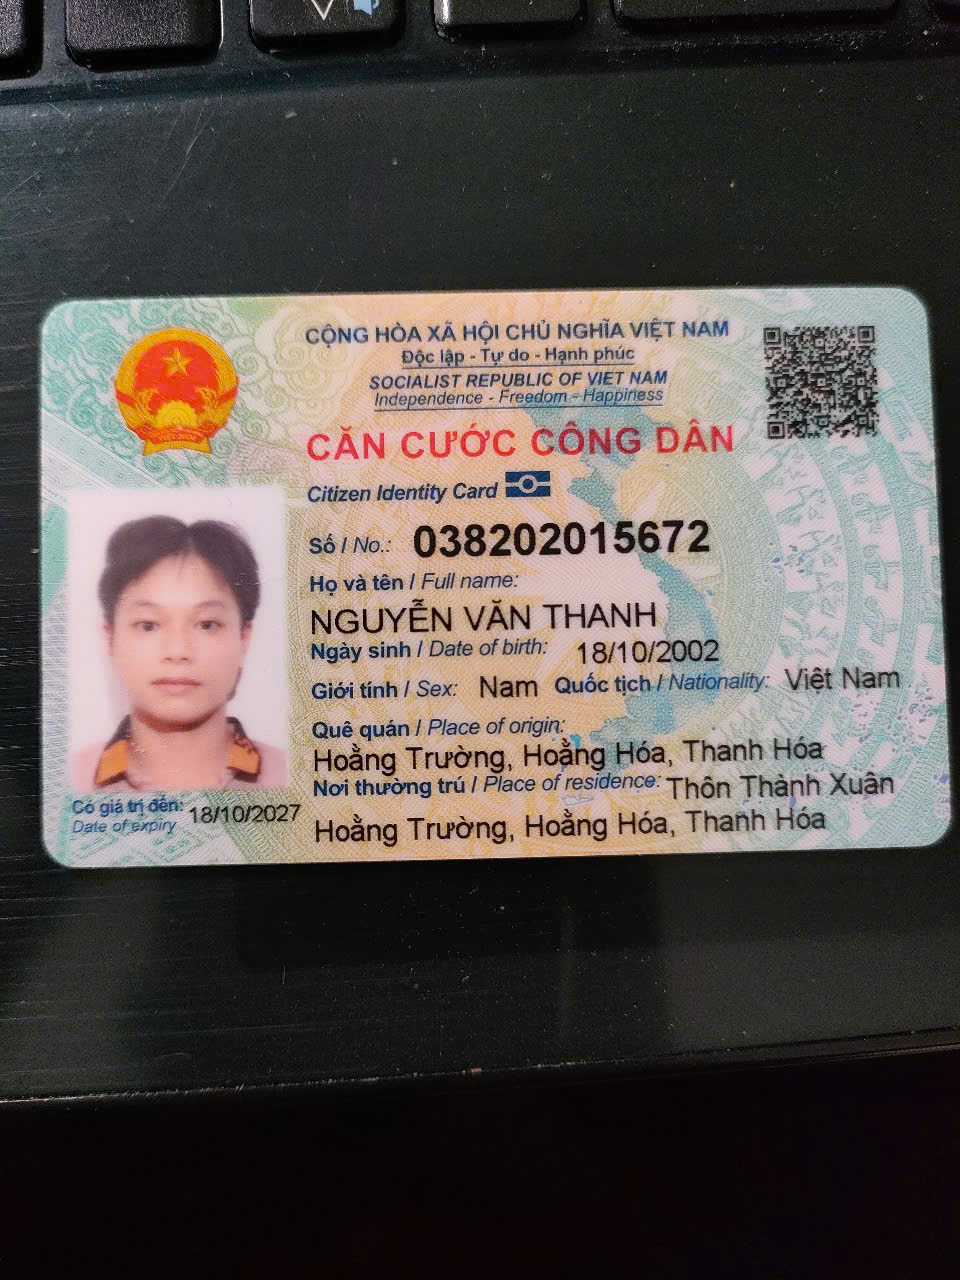 CỘNG HÒA XÃ HỘI CHỦ NGHĨA VIỆT NAM
Độc lập - Tự do - Hạnh phúc
SOCIALIST REPUBLIC OF VIET NAM
Independence - Freedom - Happiness
CĂN CƯỚC CÔNG DÂN
Citizen Identity Card
Số / No.: 038202015672
Họ và tên / Full name:
NGUYỄN VĂN THANH
Ngày sinh / Date of birth: 18/10/2002
Giới tính / Sex: Nam Quốc tịch / Nationality: Việt Nam
Quê quán / Place of origin:
Hoằng Trường, Hoằng Hóa, Thanh Hóa
Nơi thường trú / Place of residence: Thôn Thành Xuân
Hoằng Trường, Hoằng Hóa, Thanh Hóa
Có giá trị đến: 18/10/2027
Date of expiry
VIỆT NAM